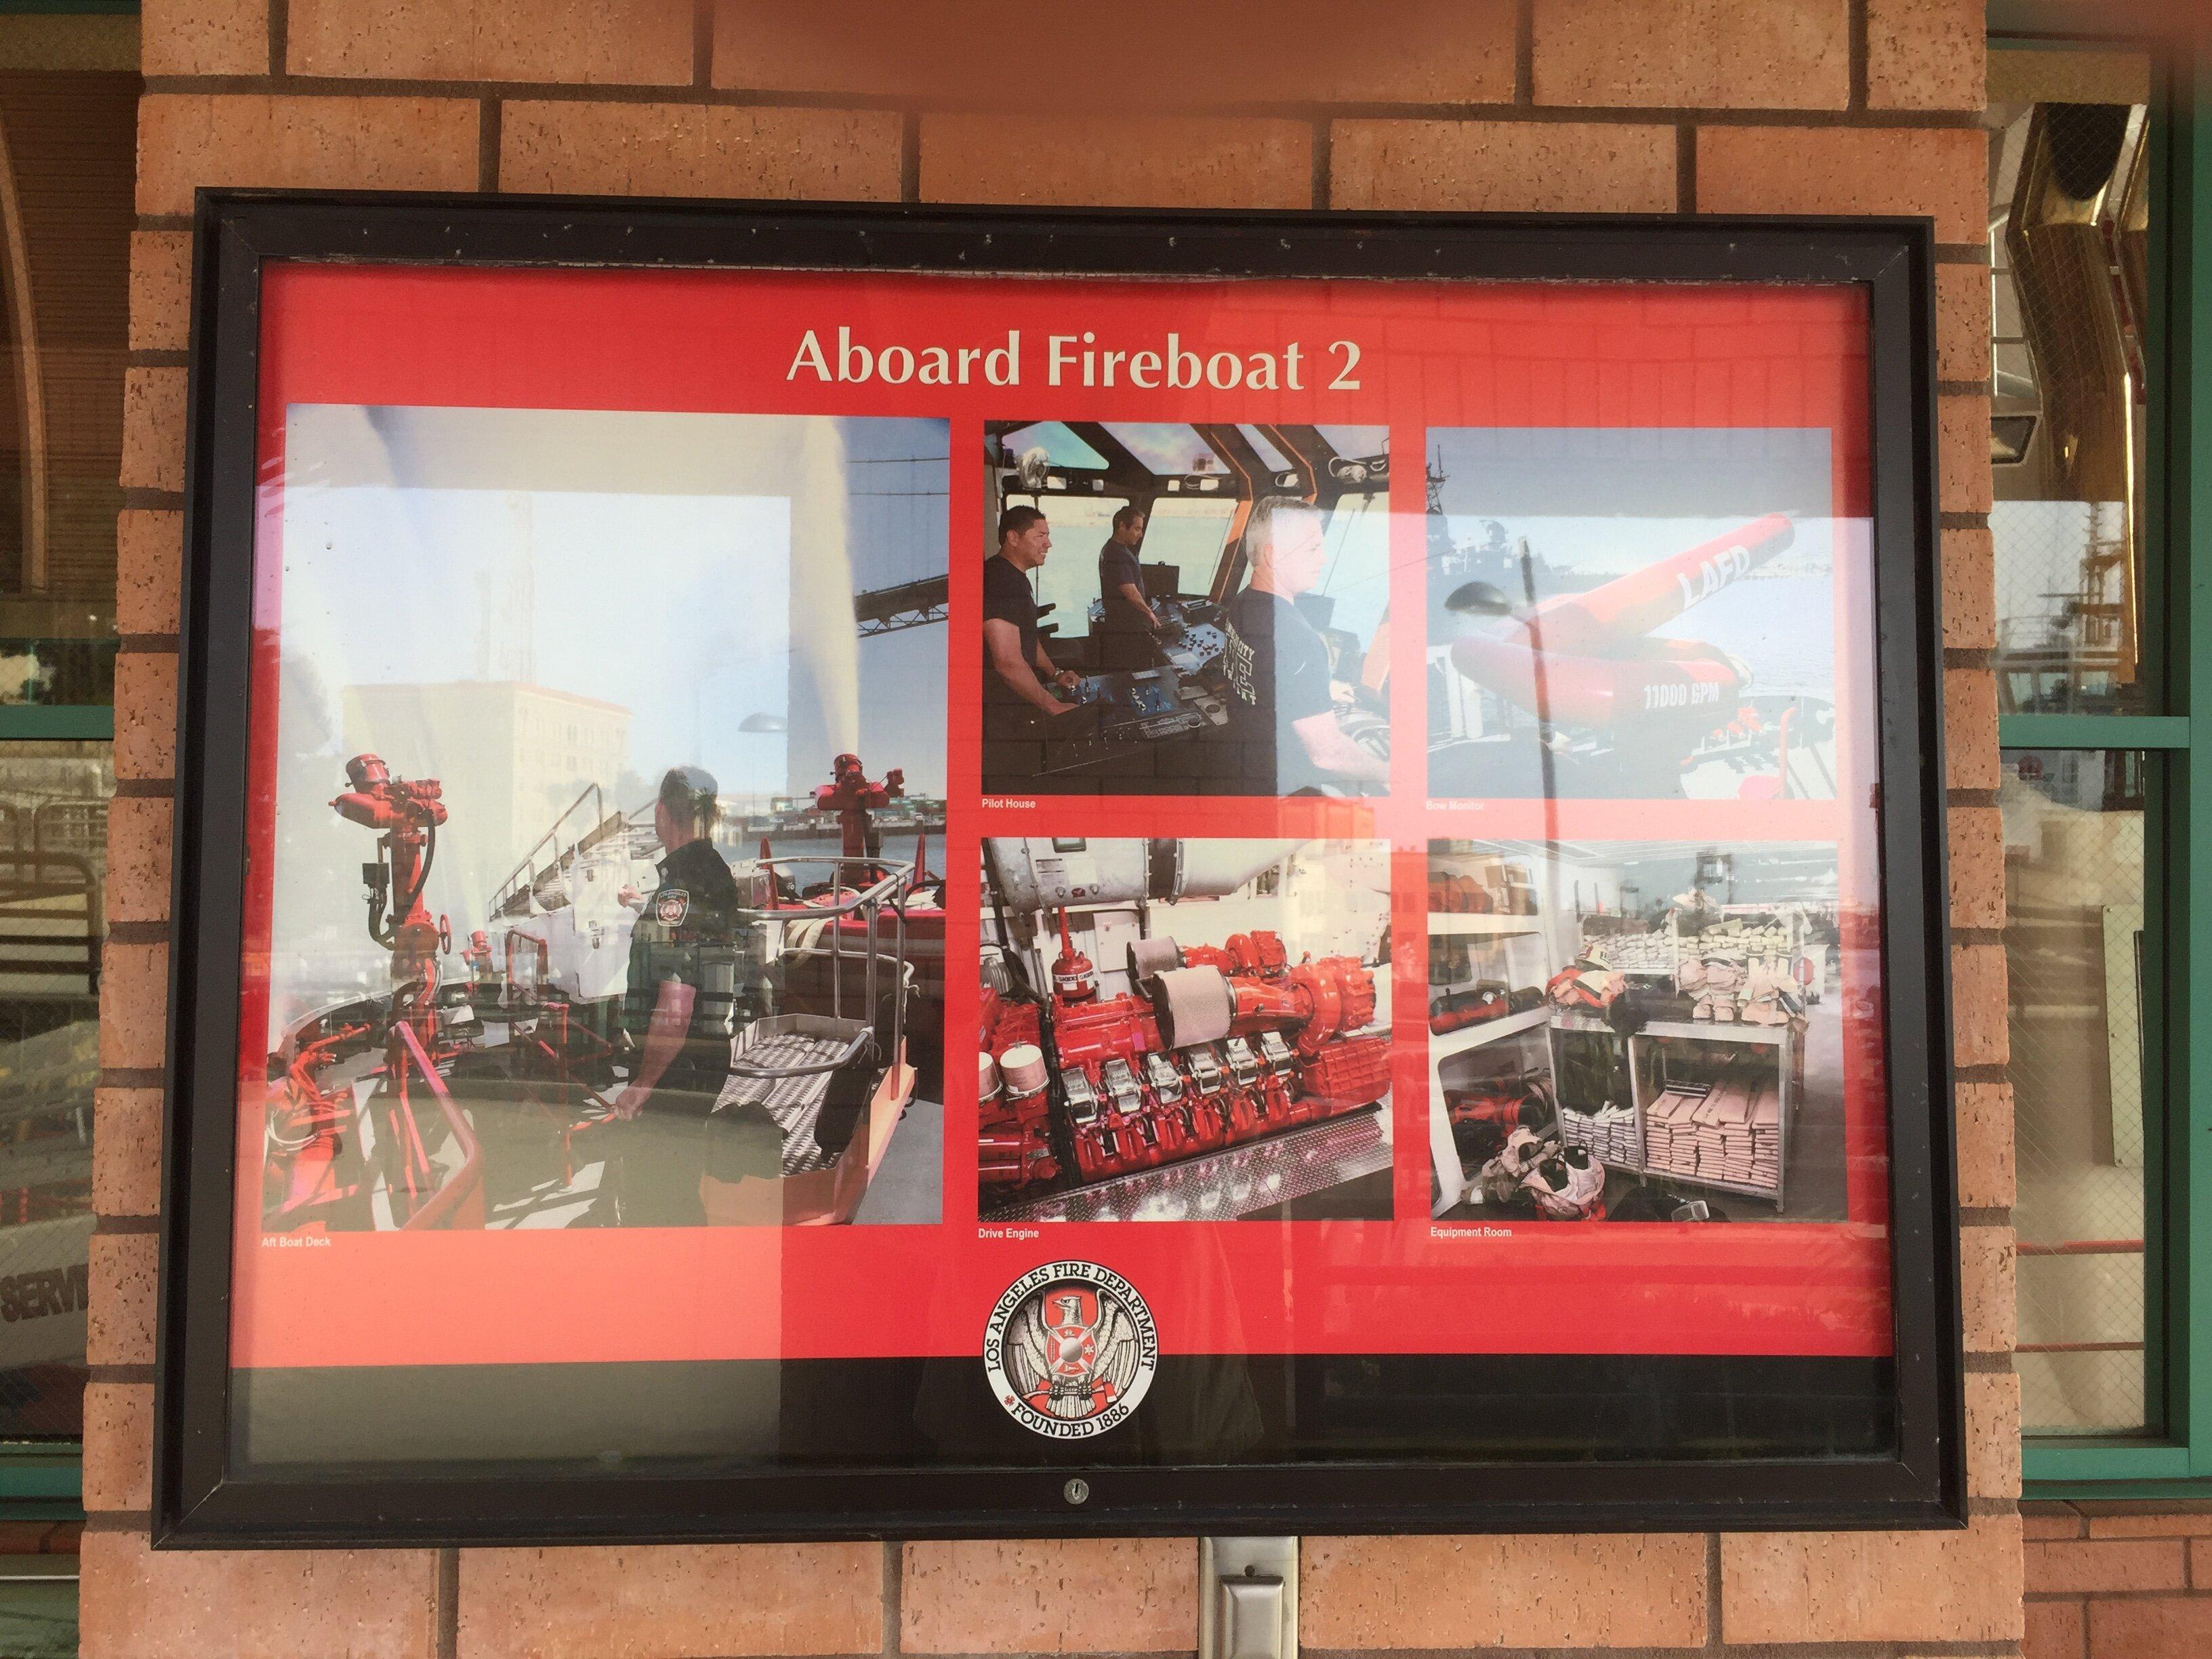 Aboard Fireboat 2
LAFD
11000 GPM
Pilot House
Bow Monitor
Aft Boat Deck
Drive Engine
Equipment Room
LOS ANGELES FIRE DEPARTMENT
FOUNDED 1886